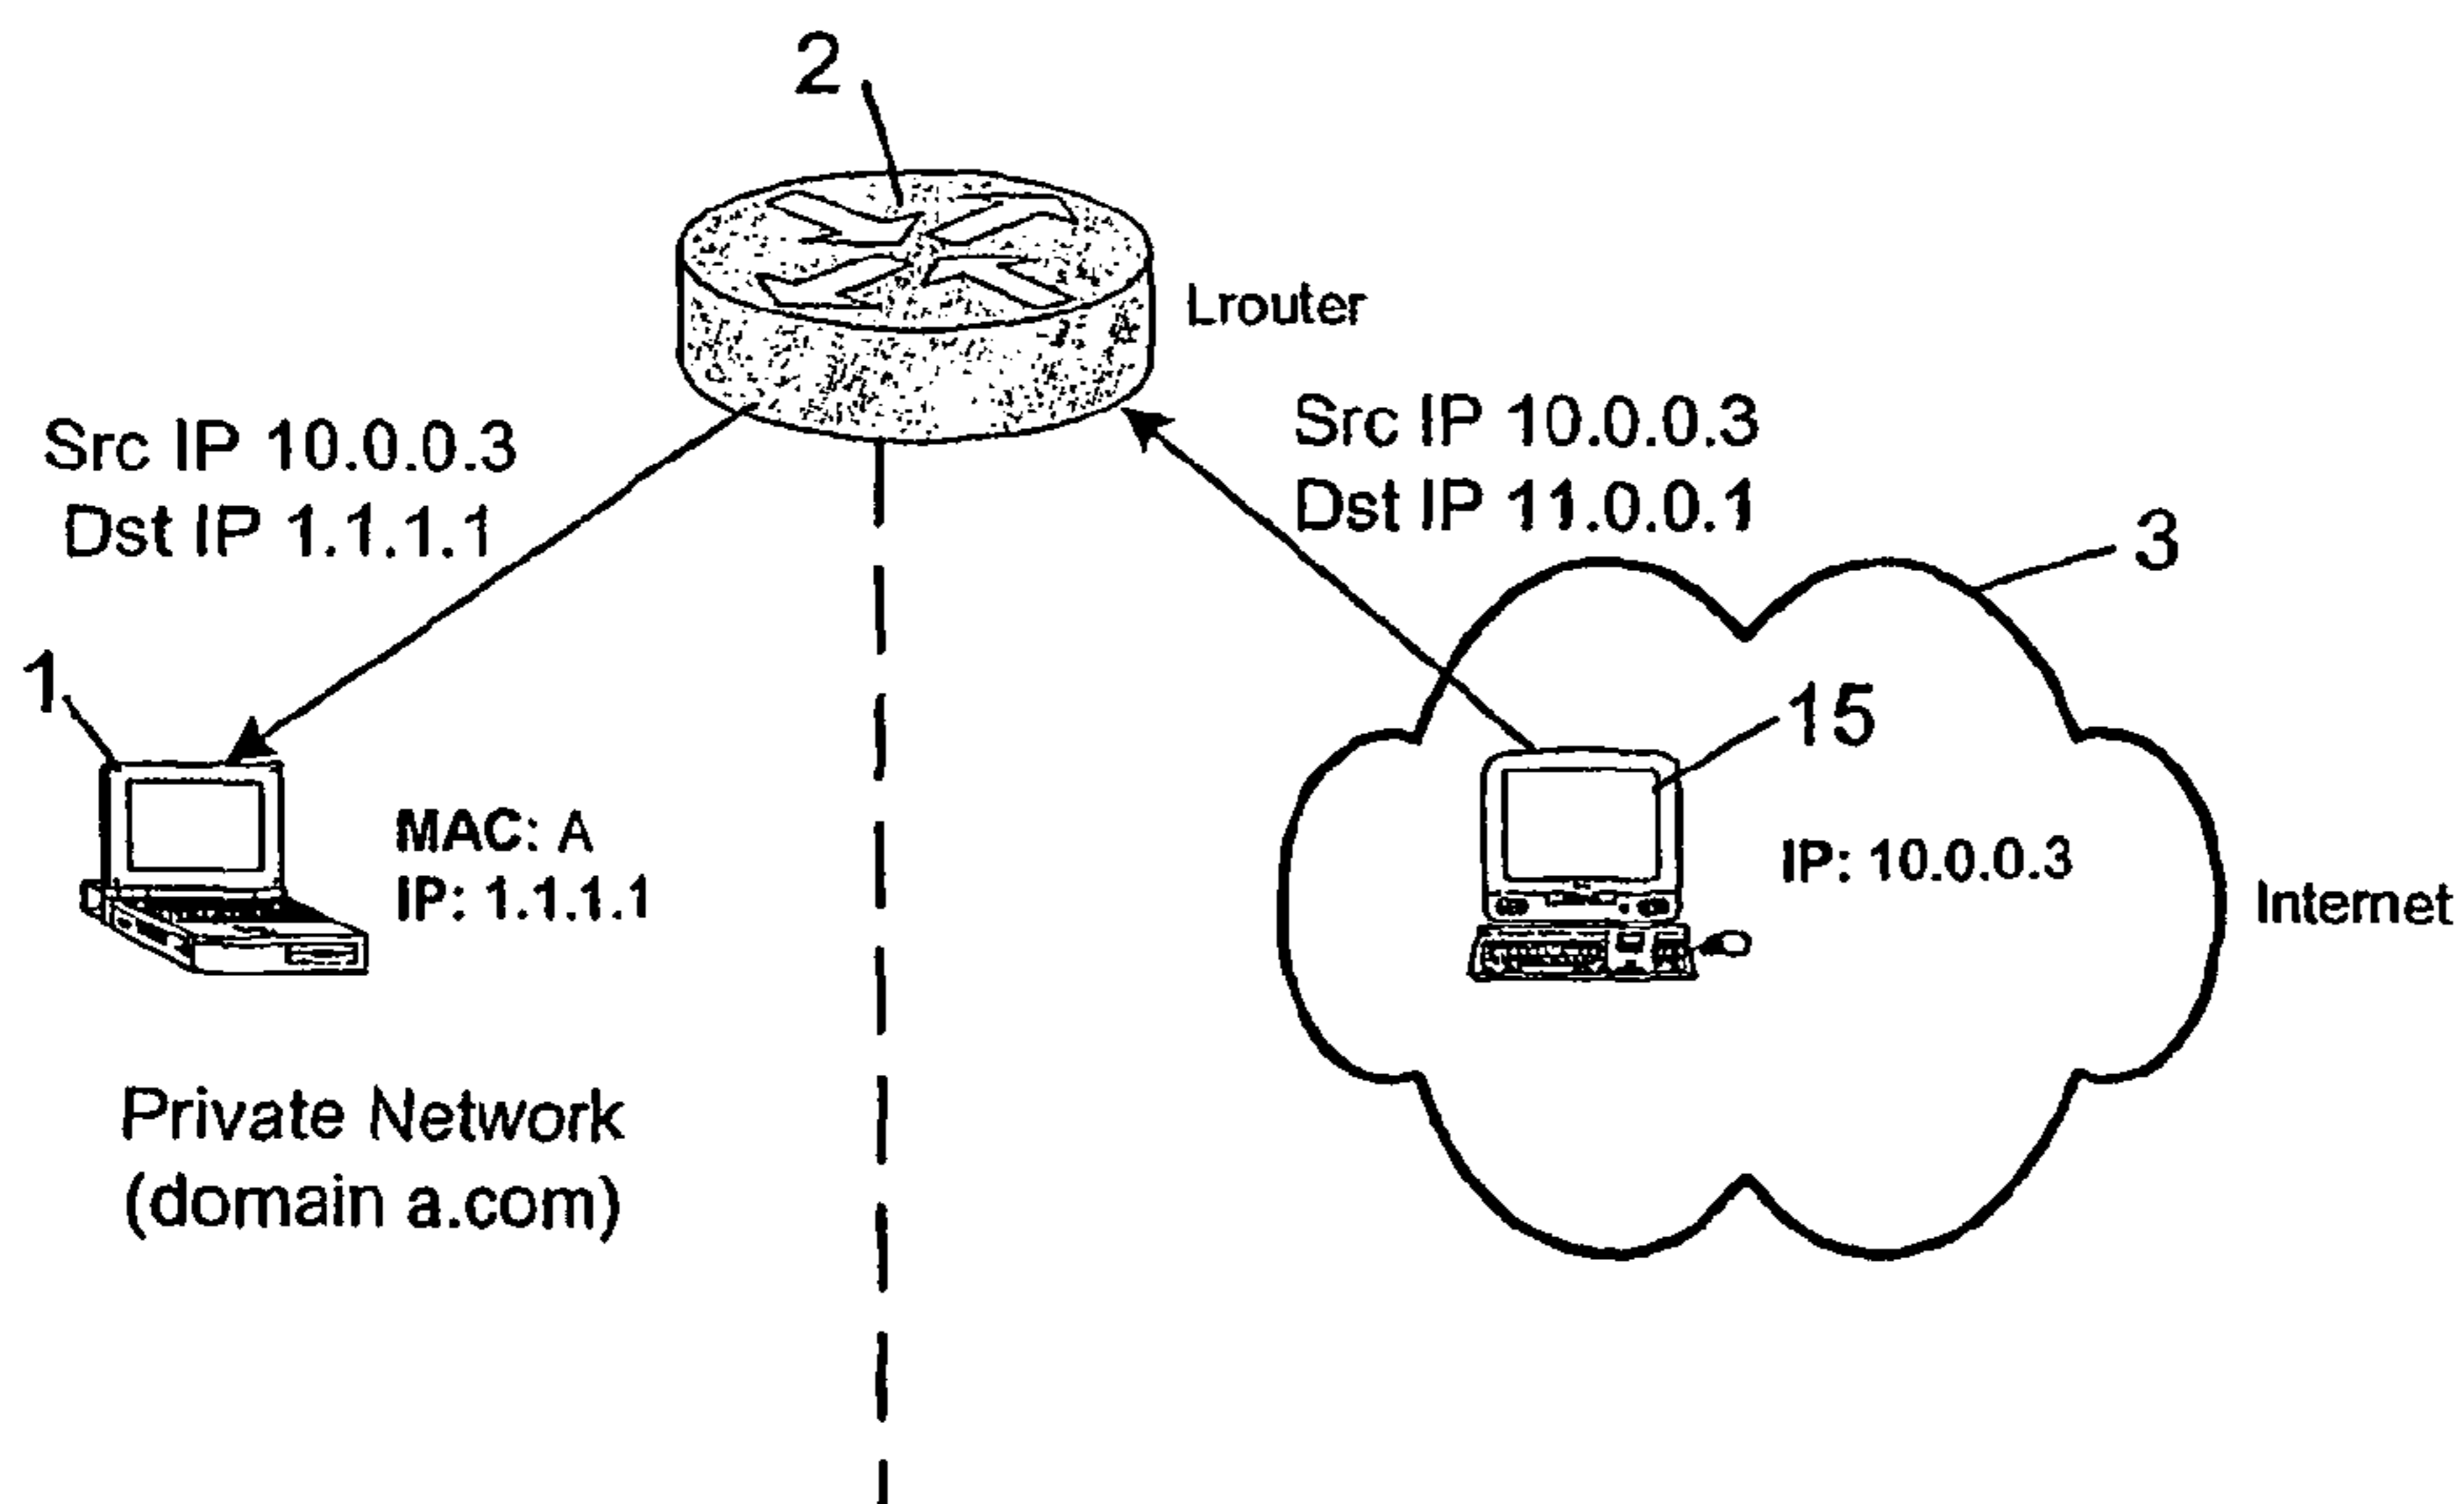 2
Lrouter
Src IP 10.0.0.3
Dst IP 1.1.1.1
Src IP 10.0.0.3
Dst IP 11.0.0.1
3
1
15
MAC: A
IP: 1.1.1.1
IP: 10.0.0.3
Internet
Private Network
(domain a.com)